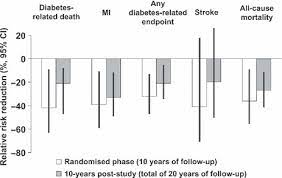 Diabetes-
related death
MI
Any
diabetes-related
endpoint
Stroke
All-cause
mortality
Relative risk reduction (%, 95% CI)
0
−20
−40
−60
−80
Randomised phase (10 years of follow-up)
10-years post-study (total of 20 years of follow-up)